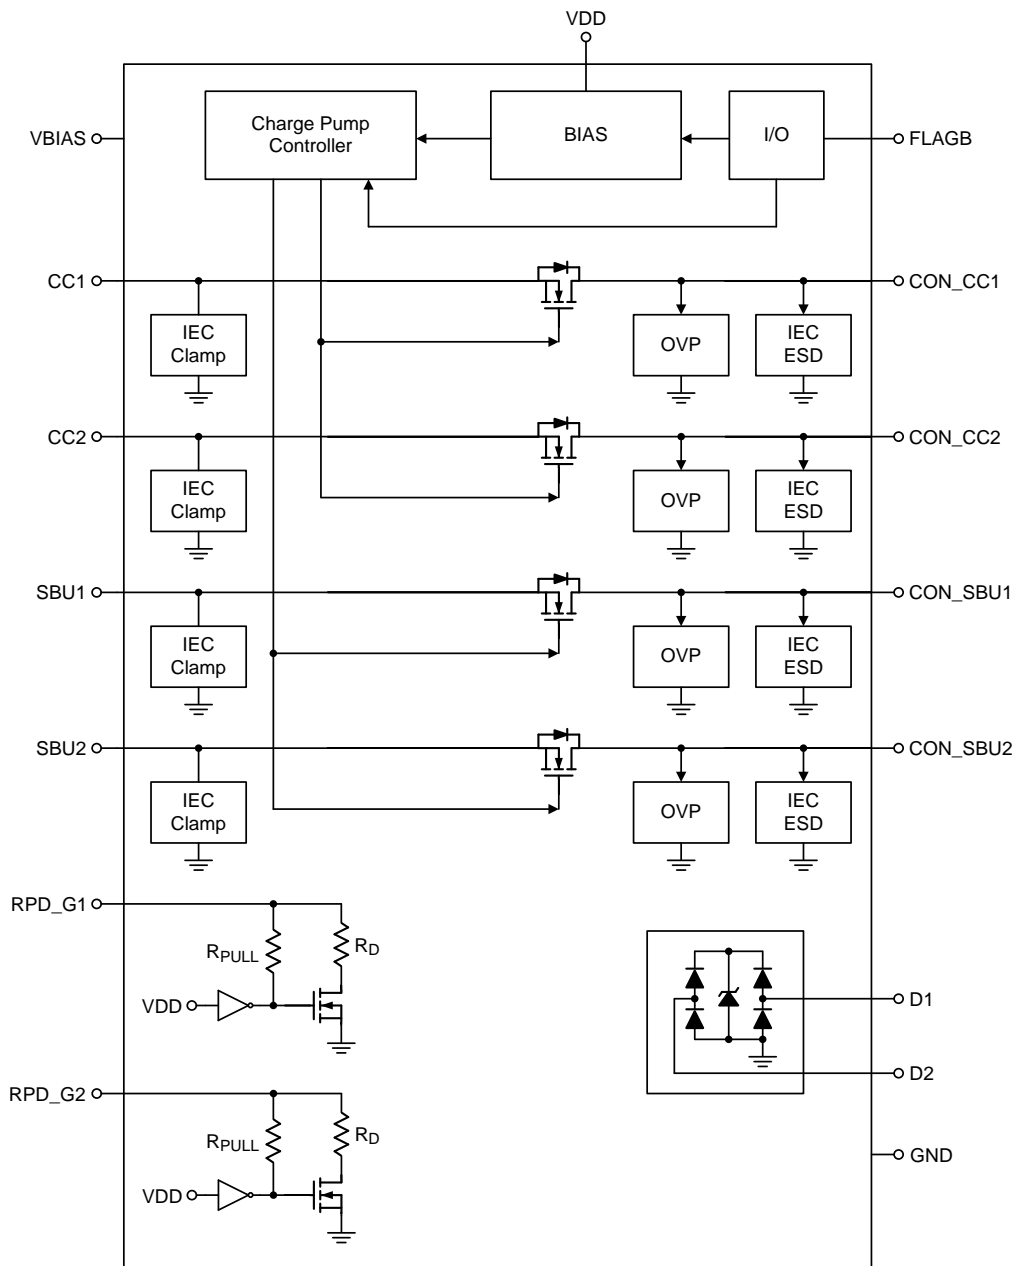 VDD
VBIAS
Charge Pump
Controller
BIAS
I/O
FLAGB
CC1
IEC
Clamp
OVP
IEC
ESD
CON_CC1
CC2
IEC
Clamp
OVP
IEC
ESD
CON_CC2
SBU1
IEC
Clamp
OVP
IEC
ESD
CON_SBU1
SBU2
IEC
Clamp
OVP
IEC
ESD
CON_SBU2
RPD_G1
RPULL
RD
VDD
D1
D2
RPD_G2
RPULL
RD
VDD
GND